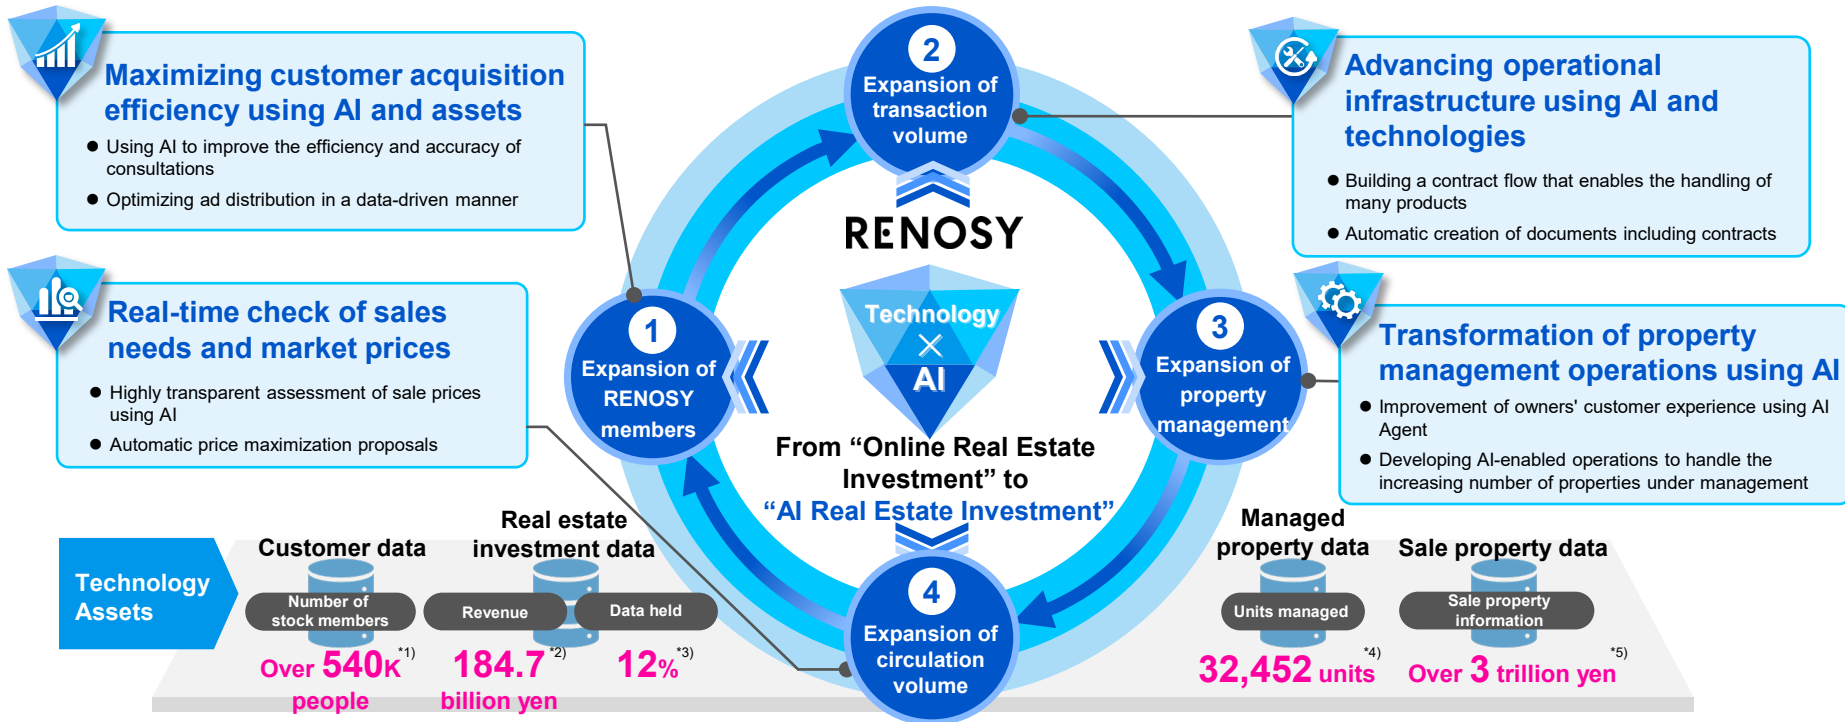 Maximizing customer acquisition
efficiency using AI and assets
● Using AI to improve the efficiency and accuracy of
consultations
● Optimizing ad distribution in a data-driven manner
Real-time check of sales
needs and market prices
● Highly transparent assessment of sale prices
using AI
● Automatic price maximization proposals
2
Expansion of
transaction
volume
RENOSY
Technology
×
AI
From “Online Real Estate
Investment” to
“AI Real Estate Investment”
1
Expansion of
RENOSY
members
3
Expansion of
property
management
4
Expansion of
circulation
volume
Advancing operational
infrastructure using AI and
technologies
● Building a contract flow that enables the handling of
many products
● Automatic creation of documents including contracts
Transformation of property
management operations using AI
● Improvement of owners' customer experience using AI
Agent
● Developing AI-enabled operations to handle the
increasing number of properties under management
Technology
Assets
Customer data
Number of
stock members
Over 540K *1)
people
Real estate
investment data
Revenue
184.7 *2)
billion yen
Data held
12% *3)
Managed
property data
Units managed
32,452 units *4)
Sale property data
Sale property
information
Over 3 trillion yen *5)